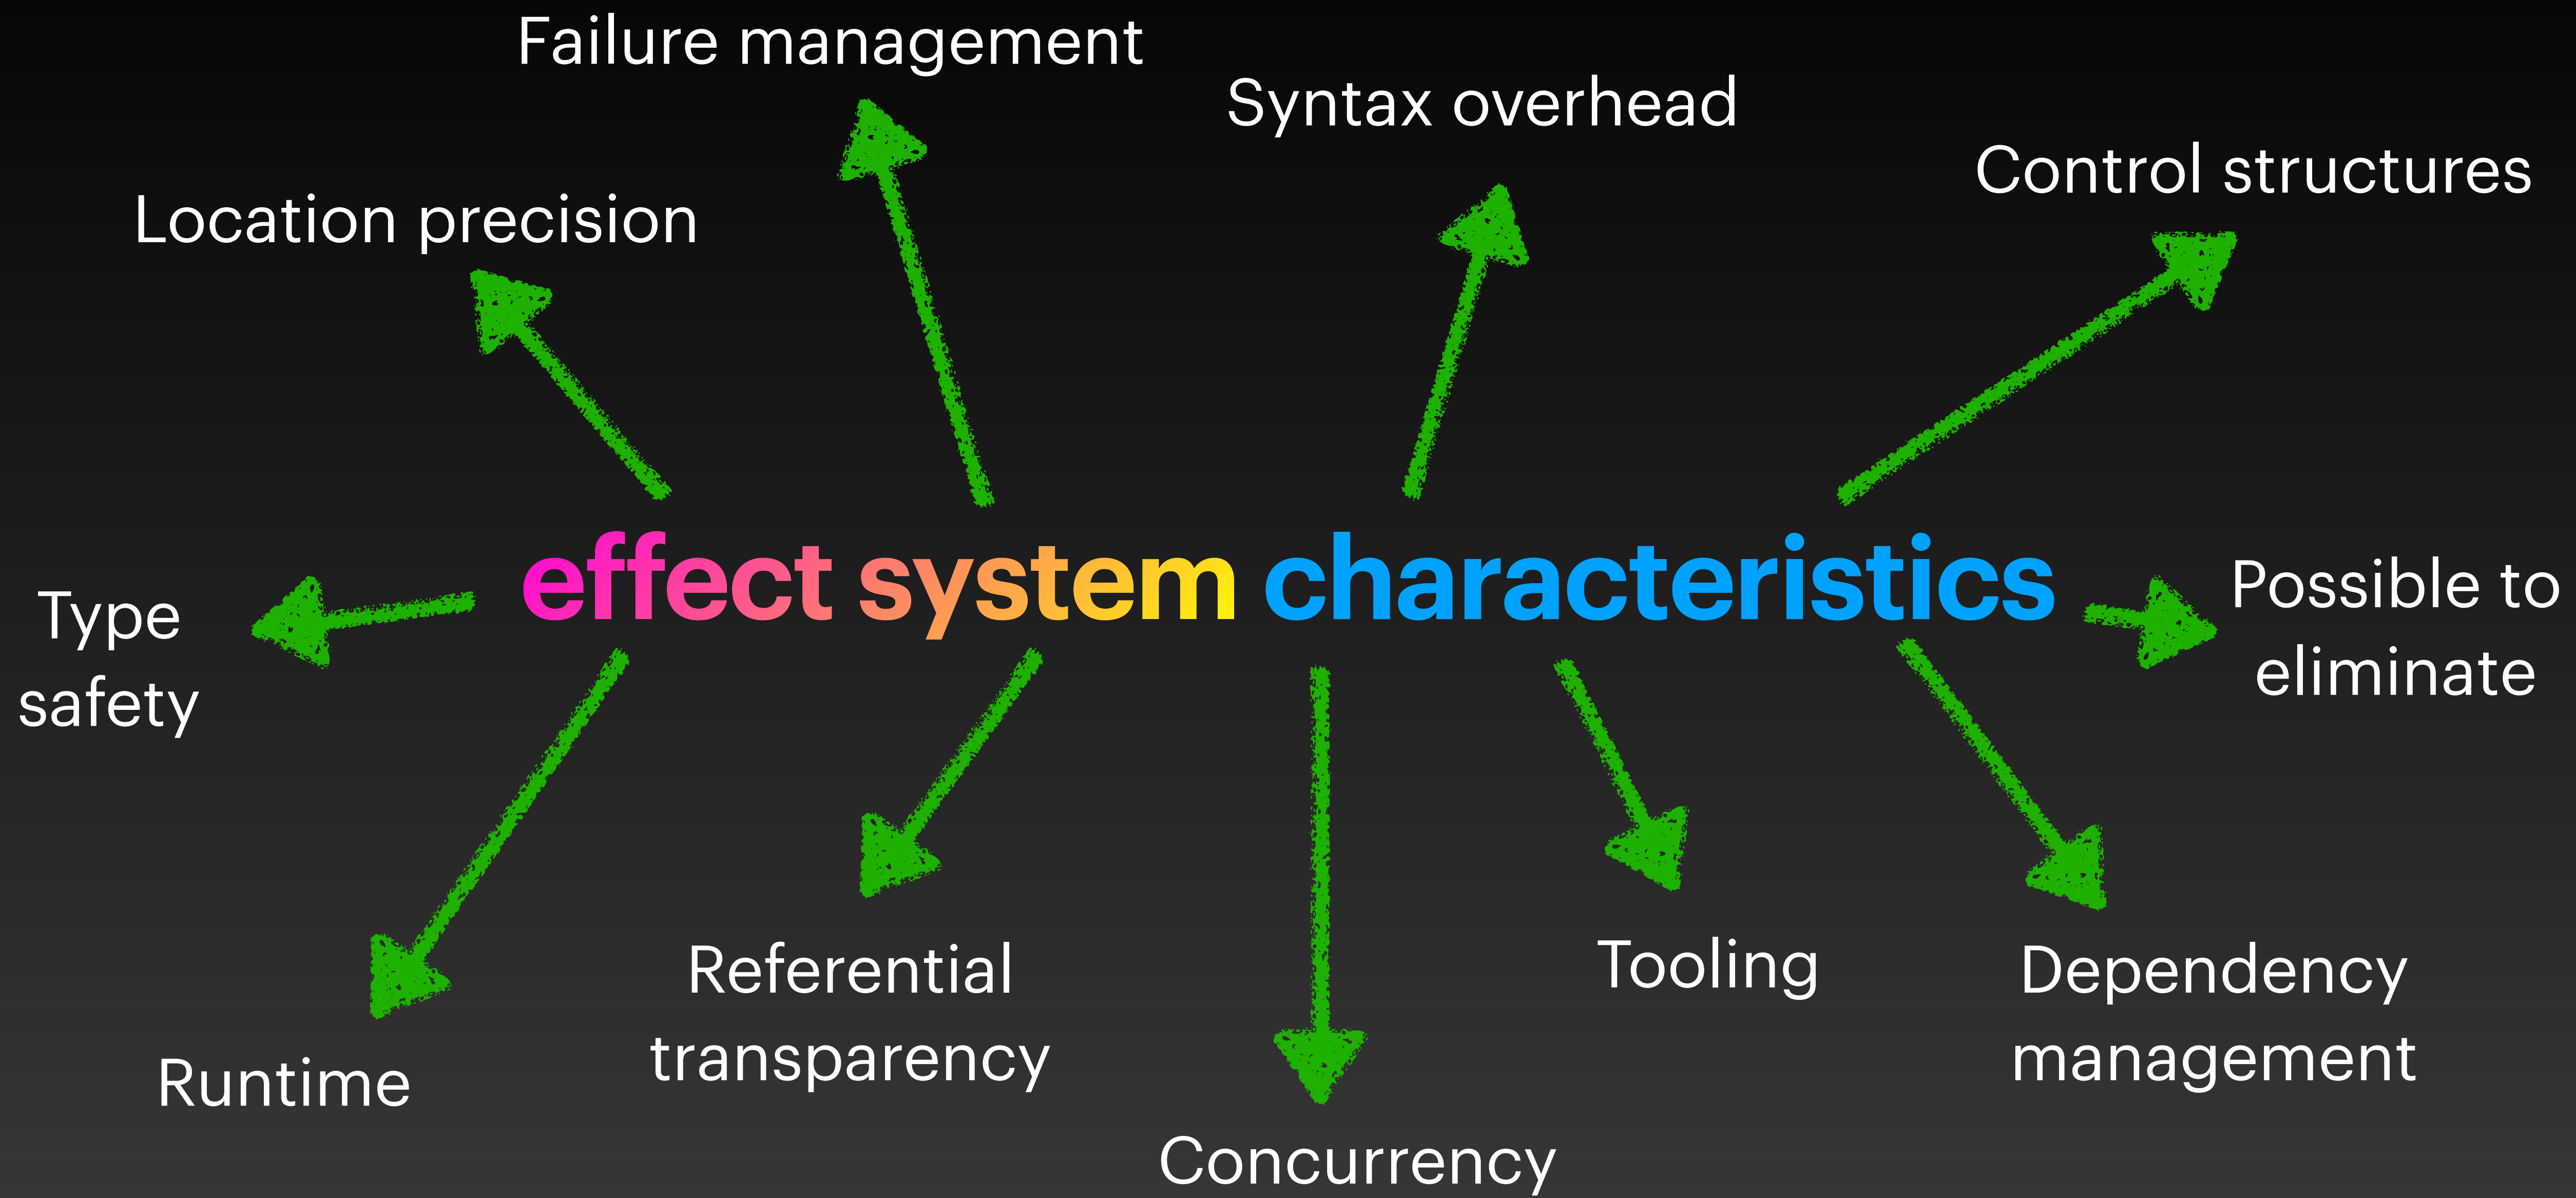 Failure management
Syntax overhead
Control structures
Location precision
effect system characteristics
Type
safety
Possible to
eliminate
Runtime
Referential
transparency
Concurrency
Tooling
Dependency
management